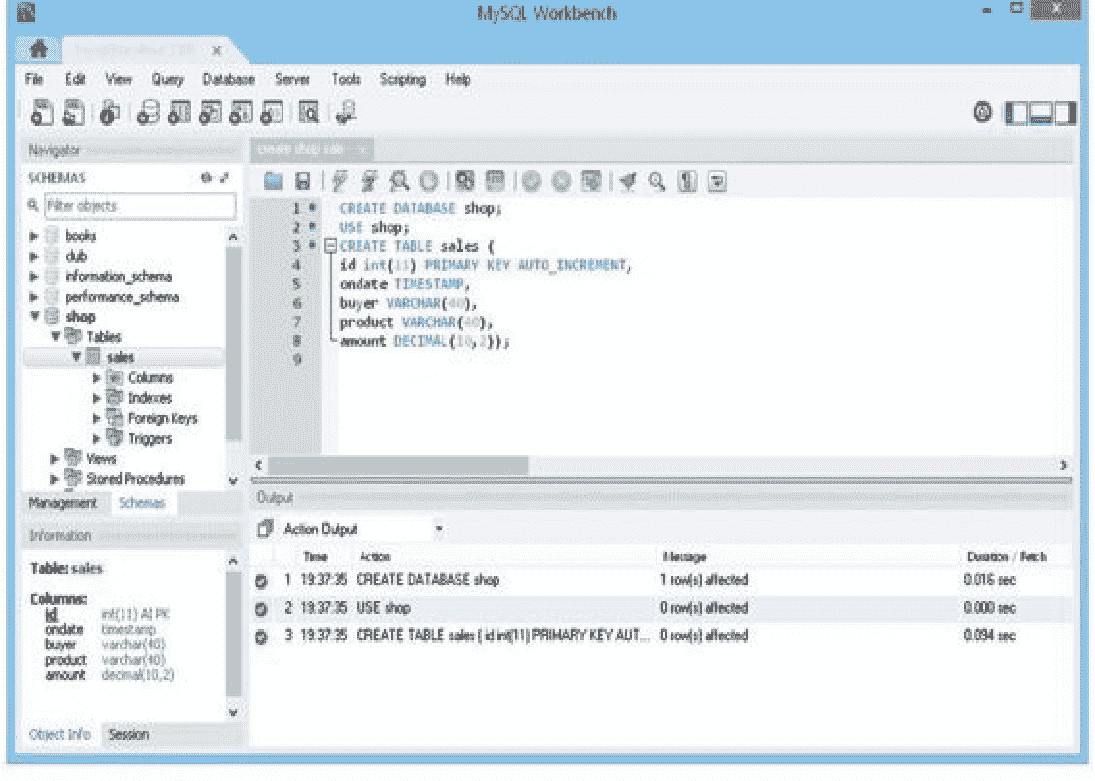 MySQL Workbench
File Edit View Query Database Server Tools Scripting Help
Navigator
create shop
SCHEMAS
Filter objects
books
club
information_schema
performance_schema
shop
Tables
sales
Columns
Indexes
Foreign Keys
Triggers
Views
Stored Procedures
Management Schemas
Information
Table: sales
Columns:
id int(11) AI PK
ondate timestamp
buyer varchar(40)
product varchar(40)
amount decimal(10,2)
Object Info Session
1 CREATE DATABASE shop;
2 USE shop;
3 CREATE TABLE sales (
4 id int(11) PRIMARY KEY AUTO_INCREMENT,
5 ondate TIMESTAMP,
6 buyer VARCHAR(40),
7 product VARCHAR(40),
8 amount DECIMAL(10,2));
9
Output
Action Output
Time Action Message Duration / Fetch
1 19:37:35 CREATE DATABASE shop 1 row(s) affected 0.016 sec
2 19:37:35 USE shop 0 row(s) affected 0.000 sec
3 19:37:35 CREATE TABLE sales ( id int(11) PRIMARY KEY AUT... 0 row(s) affected 0.094 sec